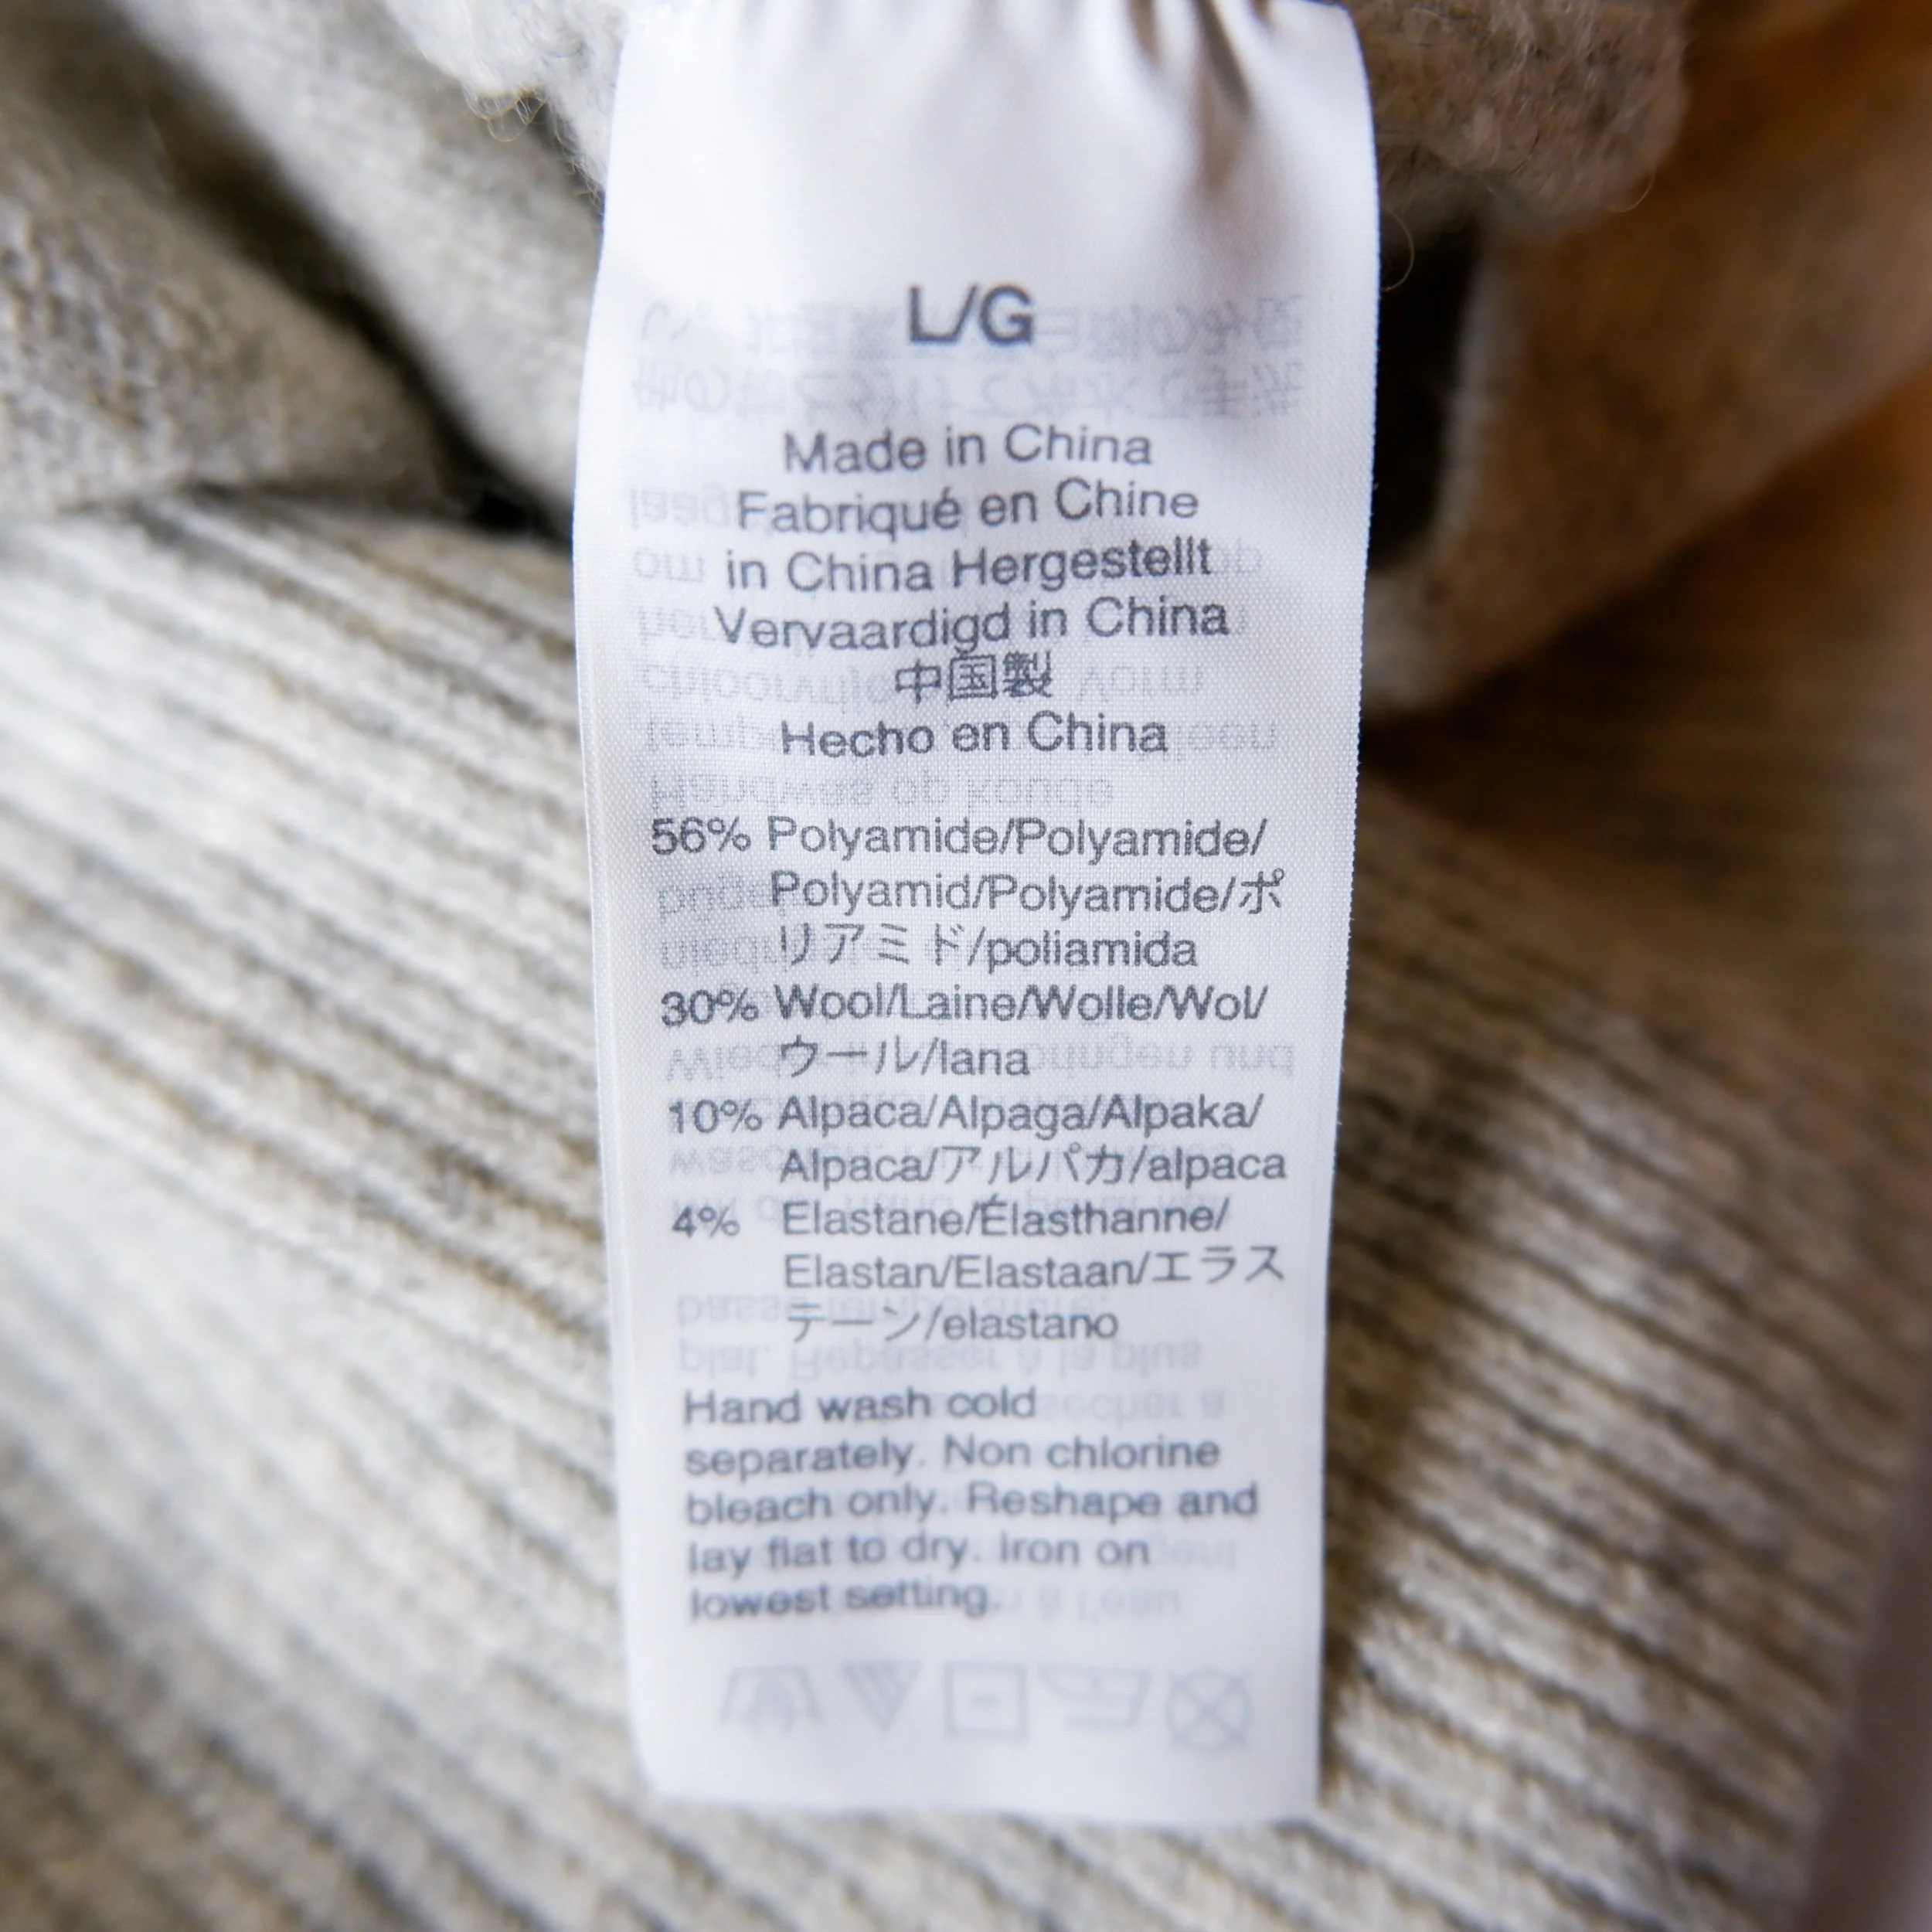 L/G
Made in China
Fabriqué en Chine
in China Hergestellt
Vervaardigd in China
中国製
Hecho en China
56% Polyamide/Polyamide/
Polyamid/Polyamide/ポ
リアミド/poliamida
30% Wool/Laine/Wolle/Wol/
ウール/lana
10% Alpaca/Alpaga/Alpaka/
Alpaca/アルパカ/alpaca
4% Elastane/Élasthanne/
Elastan/Elastaan/エラス
テーン/elastano
Hand wash cold
separately. Non chlorine
bleach only. Reshape and
lay flat to dry. Iron on
lowest setting.